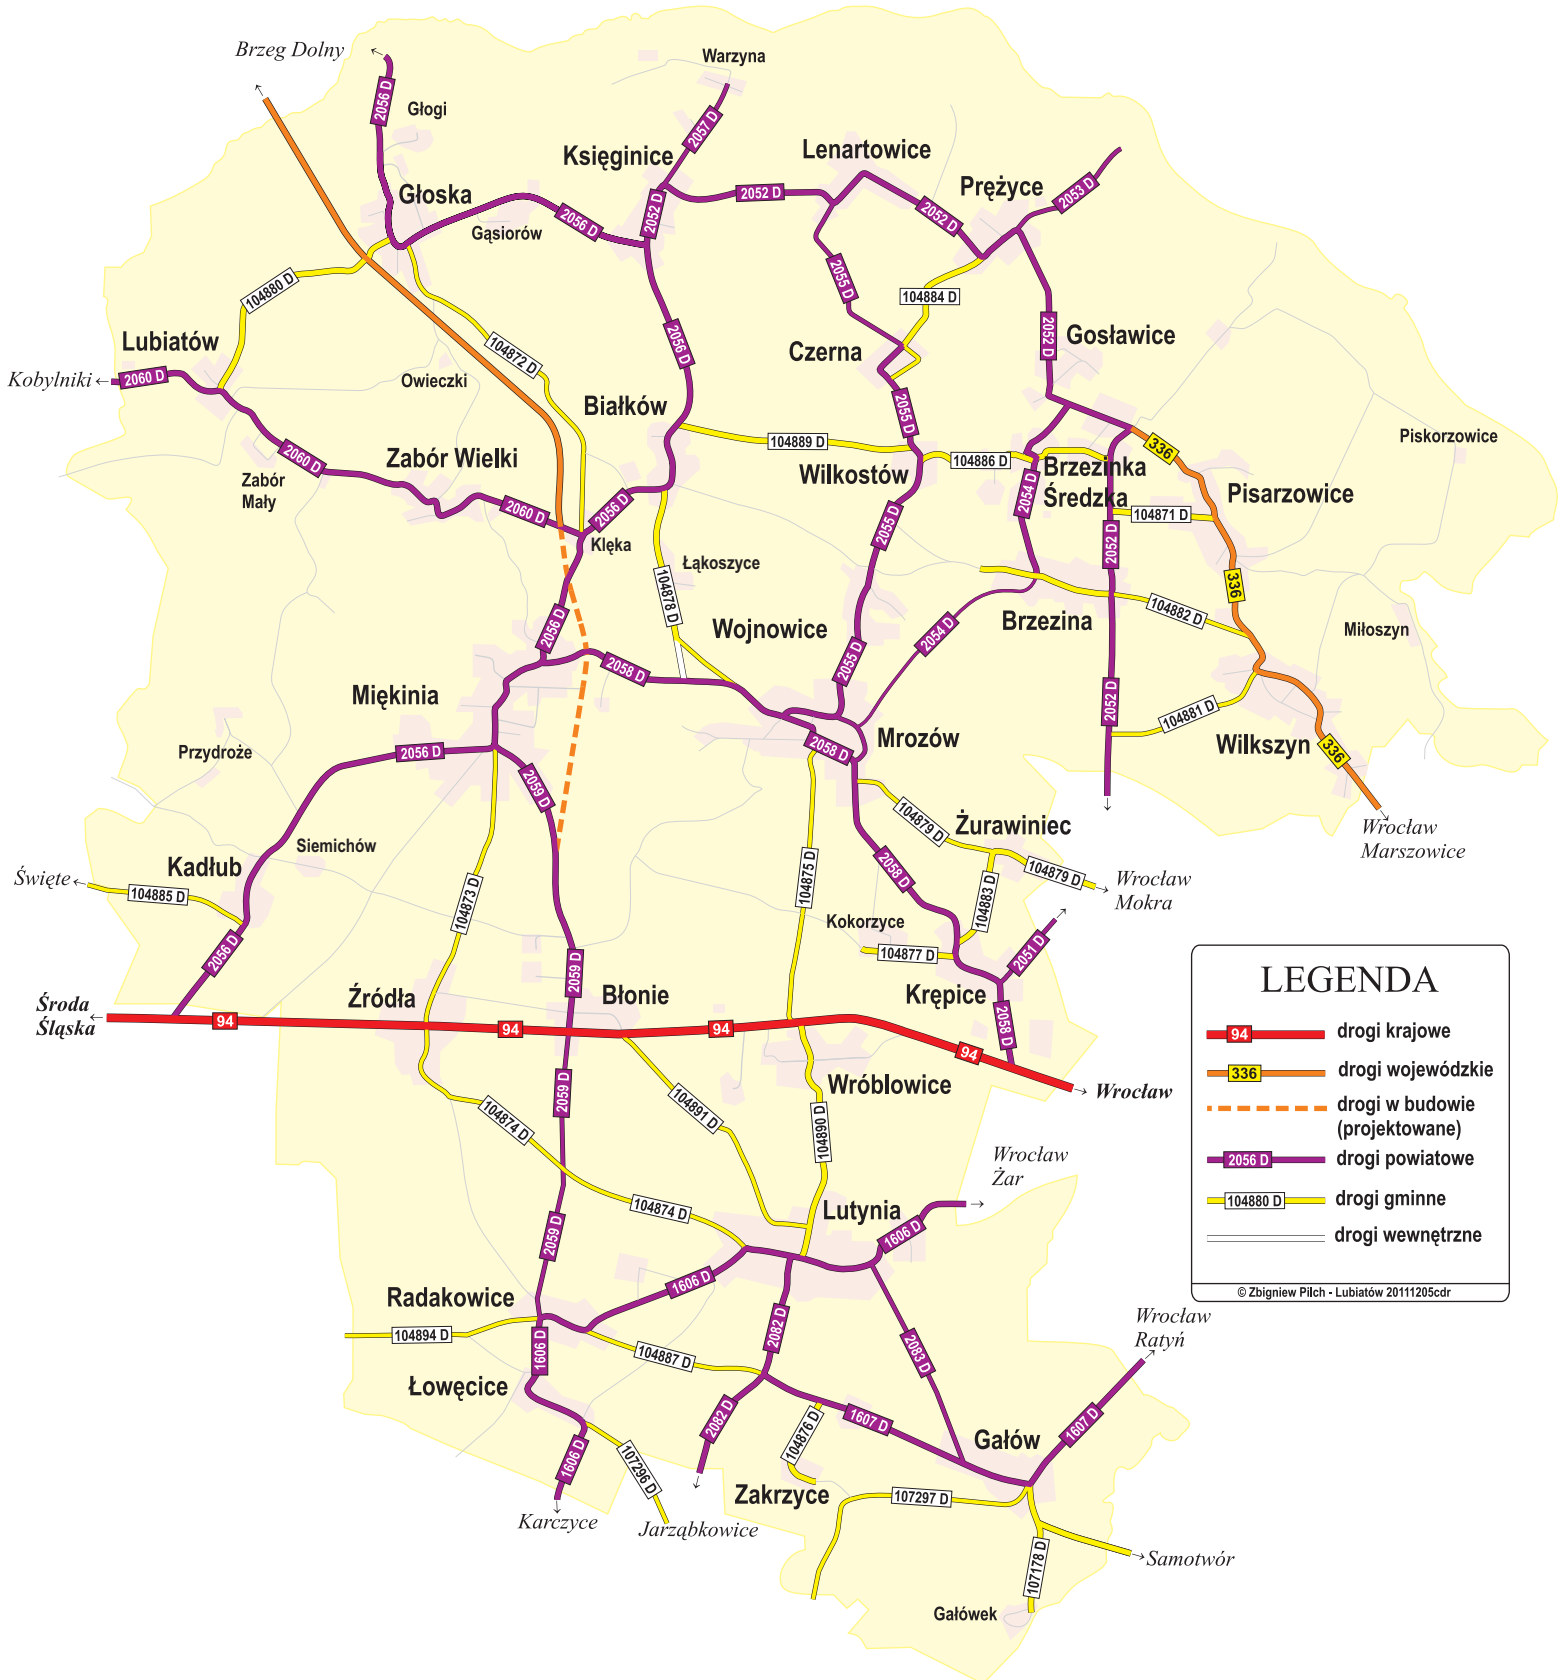 Brzeg Dolny
Warzyna
2056 D
Głogi
2057 D
Księginice
Lenartowice
Prężyce
2053 D
Głoska
2052 D
2052 D
2052 D
Gąsiorów
2056 D
104880 D
2055 D
104884 D
Lubiatów
104872 D
2056 D
2052 D
Gosławice
Czerna
Kobylniki
2060 D
Owieczki
Białków
2055 D
104889 D
Piskorzowice
336
Zabór Wielki
2060 D
Zabór
Mały
Wilkostów
104886 D
Brzezinka
Średzka
2054 D
Pisarzowice
104871 D
2060 D
2056 D
2055 D
2052 D
Klęka
Łąkoszyce
104878 D
336
2056 D
Wojnowice
Brzezina
104882 D
Miłoszyn
2054 D
2058 D
2055 D
Miękinia
2052 D
104881 D
Mrozów
Wilkszyn
2058 D
336
Przydroże
2056 D
2059 D
104879 D
Żurawiniec
Wrocław
Marszowice
Siemichów
Kadłub
Święte
104885 D
104873 D
104875 D
2058 D
104879 D
Wrocław
Mokra
104883 D
Kokorzyce
104877 D
2051 D
2056 D
2059 D
Źródła
Błonie
Krępice
2058 D
Środa
Śląska
94
94
94
94
Wróblowice
Wrocław
2059 D
104874 D
104891 D
104890 D
Wrocław
Żar
104874 D
Lutynia
2059 D
1606 D
1606 D
Radakowice
104894 D
2082 D
Wrocław
Ratyń
1606 D
104887 D
2083 D
Łowęcice
2082 D
104876 D
1607 D
1607 D
Gałów
1606 D
107296 D
Zakrzyce
107297 D
Karczyce
Jarząbkowice
Samotwór
107178 D
Gałówek
LEGENDA
94 drogi krajowe
336 drogi wojewódzkie
drogi w budowie
(projektowane)
2056 D drogi powiatowe
104880 D drogi gminne
drogi wewnętrzne
© Zbigniew Pilch - Lubiatów 20111205cdr